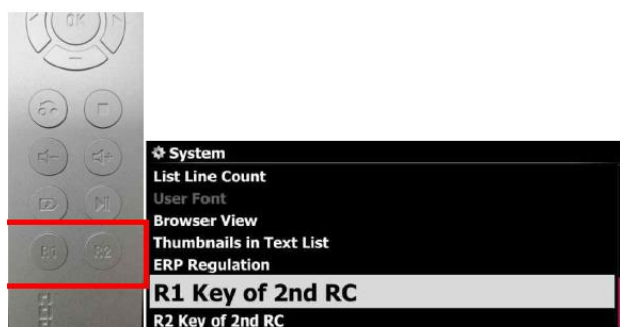 OK
R1
R2
System
List Line Count
User Font
Browser View
Thumbnails in Text List
ERP Regulation
R1 Key of 2nd RC
R2 Key of 2nd RC